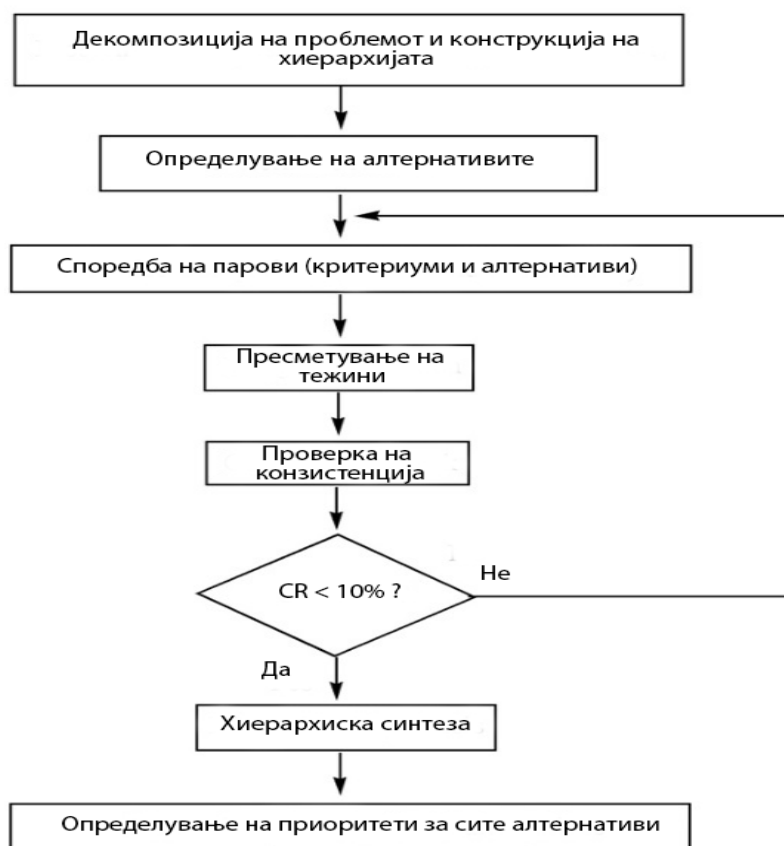 Декомпозиција на проблемот и конструкција на
хиерархијата
Определување на алтернативите
Споредба на парови (критериуми и алтернативи)
Пресметување на
тежини
Проверка на
конзистенција
CR < 10% ?
Не
Да
Хиерархиска синтеза
Определување на приоритети за сите алтернативи